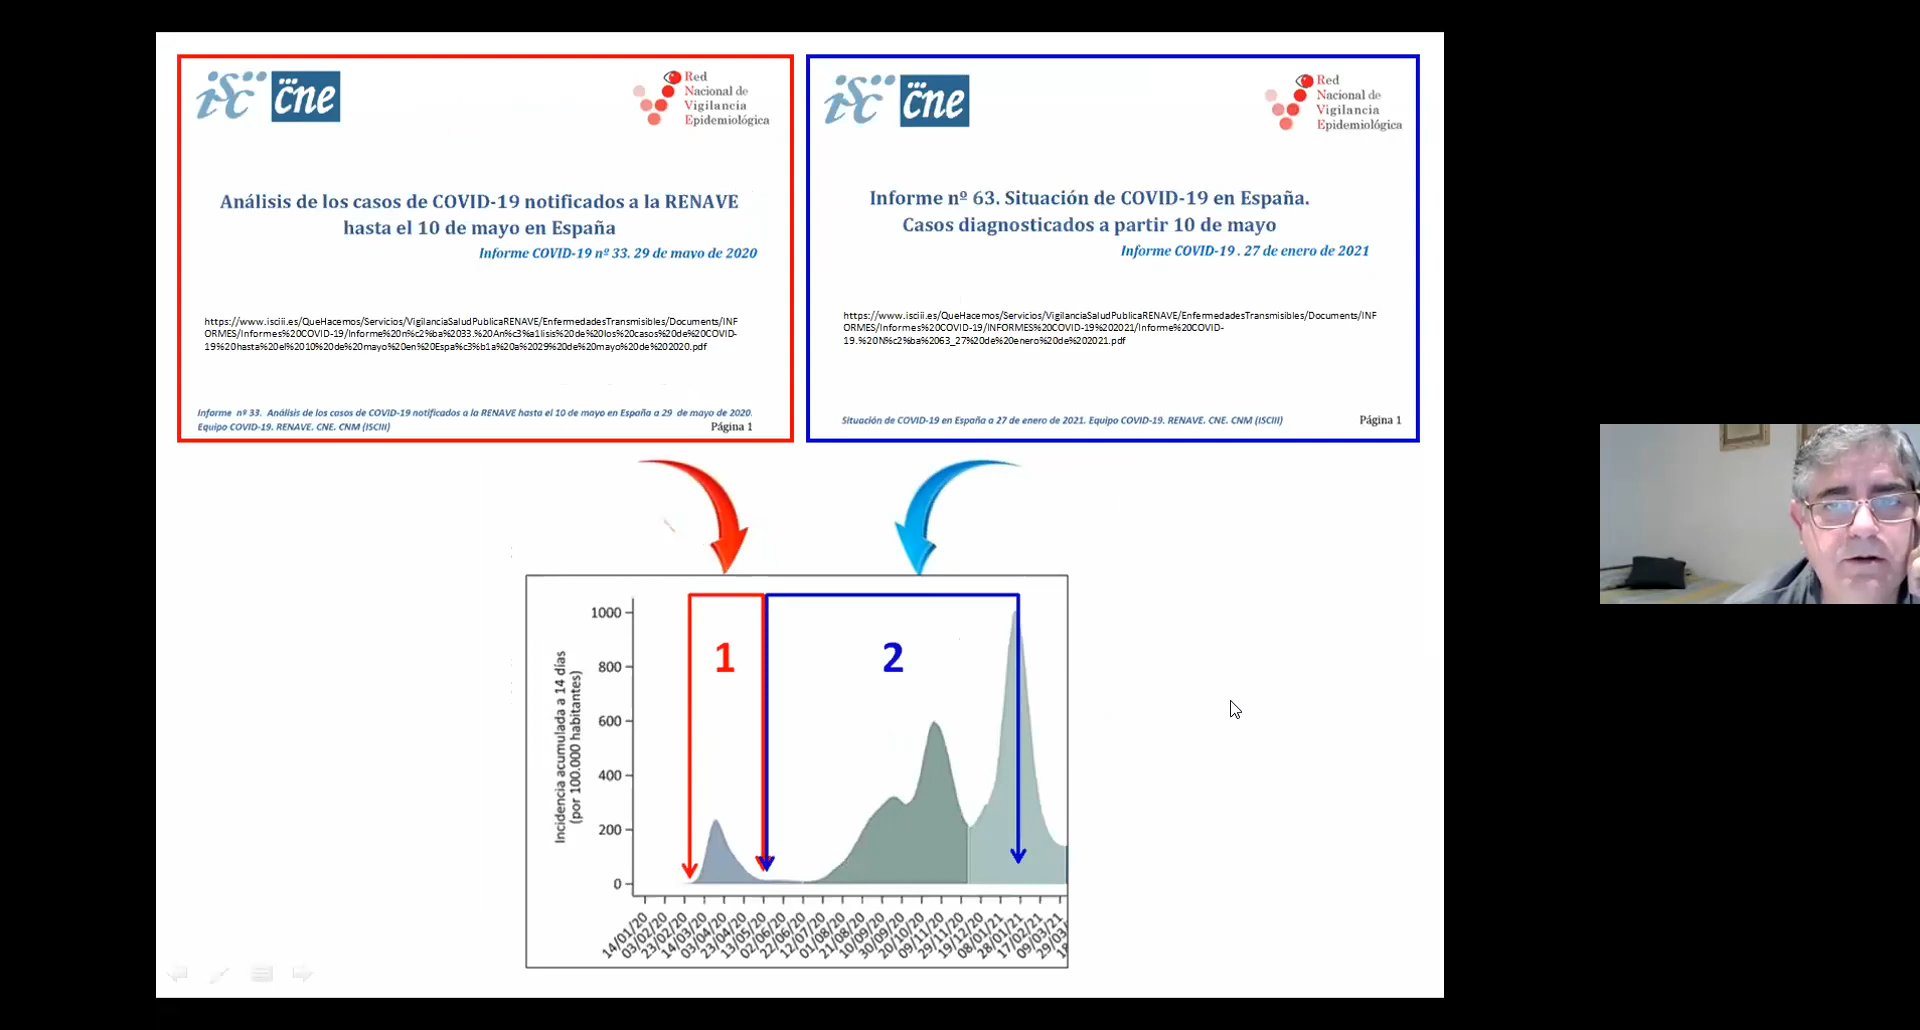 isc cne
Red
Nacional de
Vigilancia
Epidemiológica
Análisis de los casos de COVID-19 notificados a la RENAVE
hasta el 10 de mayo en España
Informe COVID-19 nº 33. 29 de mayo de 2020
https://www.isciii.es/QueHacemos/Servicios/VigilanciaSaludPublicaRENAVE/EnfermedadesTransmisibles/Documents/INF
ORMES/Informes%20COVID-19/Informe%20n%c2%ba%2033.%20An%c3%a1lisis%20de%20los%20casos%20de%20COVID-
19%20hasta%20el%2010%20de%20mayo%20en%20Espa%c3%b1a%20a%2029%20de%20mayo%20de%202020.pdf
Informe nº 33. Análisis de los casos de COVID-19 notificados a la RENAVE hasta el 10 de mayo en España a 29 de mayo de 2020.
Equipo COVID-19. RENAVE. CNE. CNM (ISCIII)
Página 1
isc cne
Red
Nacional de
Vigilancia
Epidemiológica
Informe nº 63. Situación de COVID-19 en España.
Casos diagnosticados a partir 10 de mayo
Informe COVID-19 . 27 de enero de 2021
https://www.isciii.es/QueHacemos/Servicios/VigilanciaSaludPublicaRENAVE/EnfermedadesTransmisibles/Documents/INF
ORMES/Informes%20COVID-19/INFORMES%20COVID-19%202021/Informe%20COVID-
19.%20N%c2%ba%2063_27%20de%20enero%20de%202021.pdf
Situación de COVID-19 en España a 27 de enero de 2021. Equipo COVID-19. RENAVE. CNE. CNM (ISCIII)
Página 1
1
2
Incidencia acumulada a 14 días
(por 100.000 habitantes)
1000
800
600
400
200
0
14/01/20
03/02/20
23/02/20
14/03/20
03/04/20
23/04/20
13/05/20
02/06/20
22/06/20
12/07/20
01/08/20
21/08/20
10/09/20
30/09/20
20/10/20
09/11/20
29/11/20
19/12/20
08/01/21
28/01/21
17/02/21
09/03/21
29/03/
18